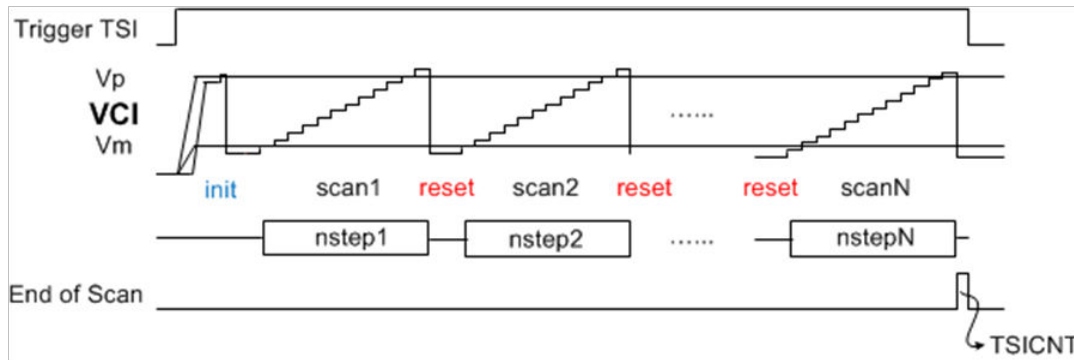 Trigger TSI
Vp
VCI
Vm
......
init scan1 reset scan2 reset reset scanN
nstep1 nstep2 ...... nstepN
End of Scan
TSICNT